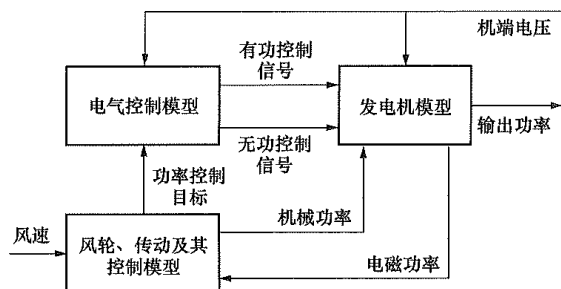 机端电压
有功控制
信号
电气控制模型
发电机模型
输出功率
无功控制
信号
功率控制
目标
机械功率
风速
风轮、传动及其
控制模型
电磁功率